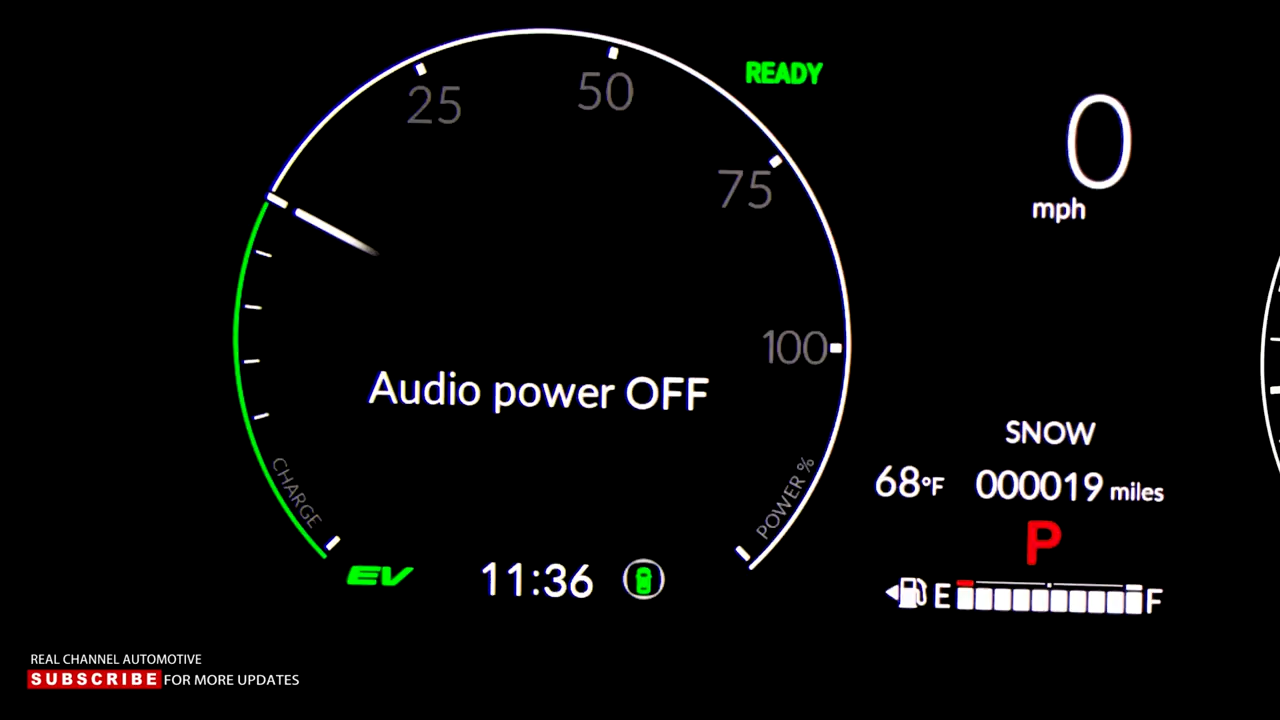 READY
25
50
75
100
0
mph
Audio power OFF
SNOW
68°F 000019 miles
CHARGE
POWER %
P
EV
11:36
E F
REAL CHANNEL AUTOMOTIVE
SUBSCRIBE FOR MORE UPDATES